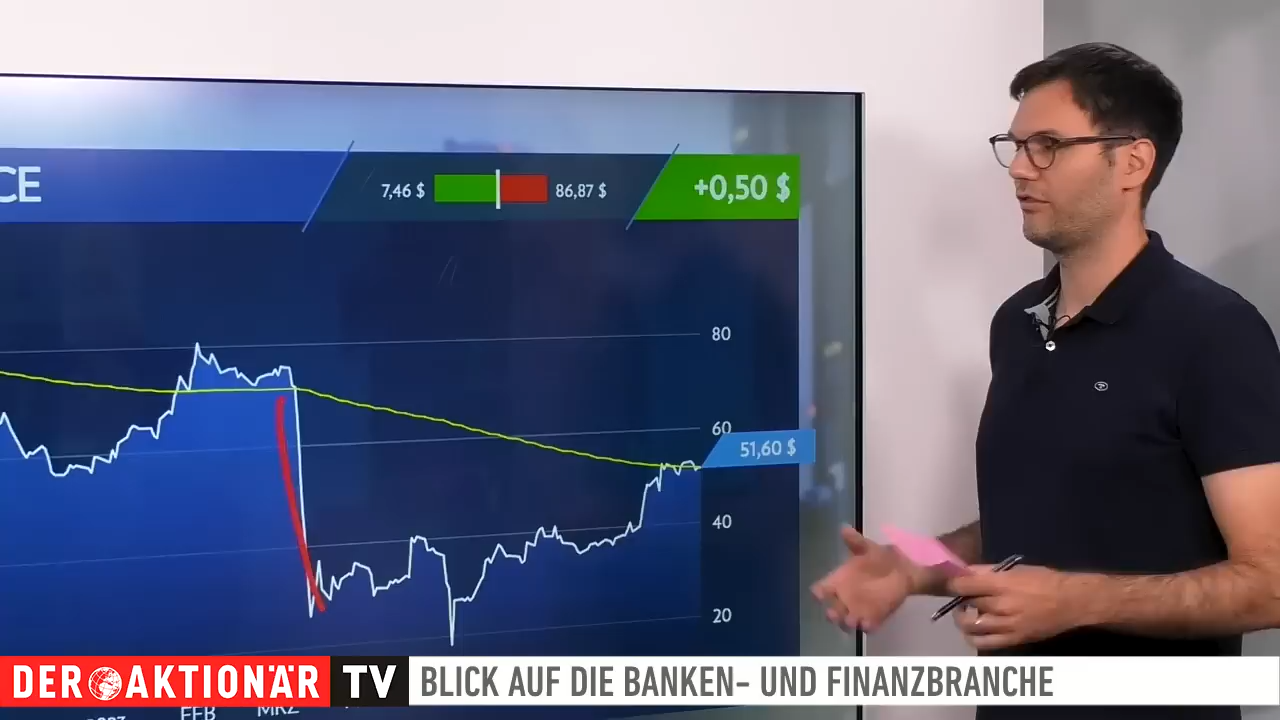 CE
7,46 $
86,87 $
+0,50 $
80
60
51,60 $
40
20
FEB
MRZ
DER AKTIONÄR TV
BLICK AUF DIE BANKEN- UND FINANZBRANCHE